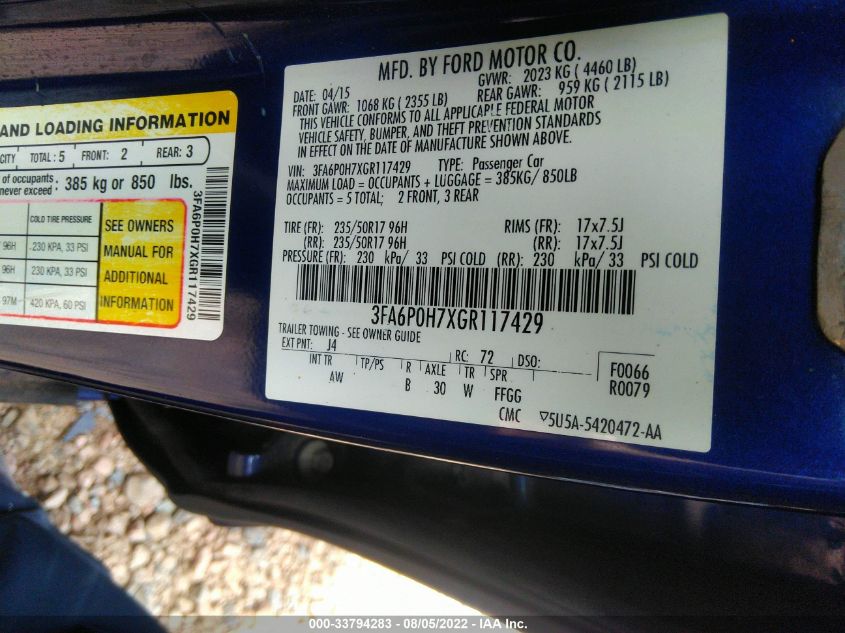 AND LOADING INFORMATION
CITY TOTAL: 5 FRONT: 2 REAR: 3
of occupants
never exceed : 385 kg or 850 lbs.
COLD TIRE PRESSURE
96H 230 KPA, 33 PSI
96H 230 KPA, 33 PSI
97M 420 KPA, 60 PSI
SEE OWNERS
MANUAL FOR
ADDITIONAL
INFORMATION
3FA6P0H7XGR117429
MFD. BY FORD MOTOR CO.
DATE: 04/15 GVWR: 2023 KG ( 4460 LB)
FRONT GAWR: 1068 KG ( 2355 LB) REAR GAWR: 959 KG ( 2115 LB)
THIS VEHICLE CONFORMS TO ALL APPLICABLE FEDERAL MOTOR
VEHICLE SAFETY, BUMPER, AND THEFT PREVENTION STANDARDS
IN EFFECT ON THE DATE OF MANUFACTURE SHOWN ABOVE.
VIN: 3FA6P0H7XGR117429 TYPE: Passenger Car
MAXIMUM LOAD = OCCUPANTS + LUGGAGE = 385KG/ 850LB
OCCUPANTS = 5 TOTAL; 2 FRONT, 3 REAR
TIRE (FR): 235/50R17 96H RIMS (FR): 17x7.5J
(RR): 235/50R17 96H (RR): 17x7.5J
PRESSURE (FR): 230 kPa/ 33 PSI COLD (RR): 230 kPa/ 33 PSI COLD
3FA6P0H7XGR117429
TRAILER TOWING - SEE OWNER GUIDE
EXT PNT: J4 RC: 72 DSO: F0066
INT TR TP/PS R AXLE TR SPR R0079
AW B 30 W FFGG
CMC ▽5U5A-5420472-AA
000-33794283 - 08/05/2022 - IAA Inc.